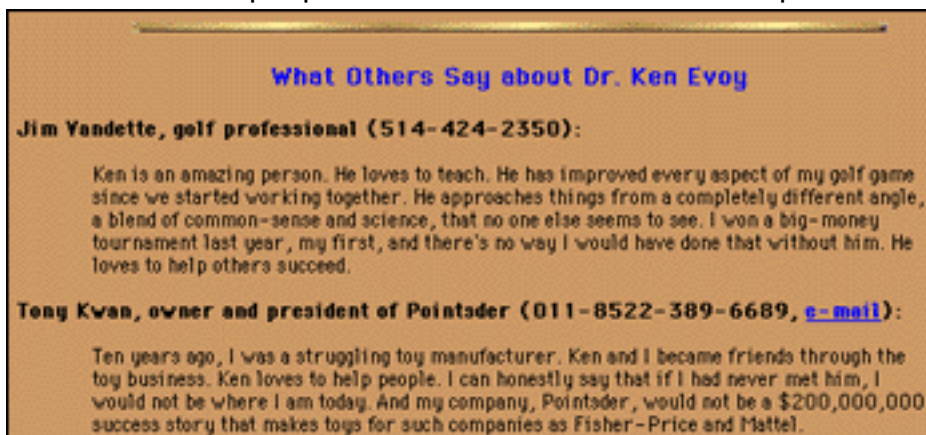 What Others Say about Dr. Ken Evoy
Jim Vandette, golf professional (514-424-2350):
Ken is an amazing person. He loves to teach. He has improved every aspect of my golf game
since we started working together. He approaches things from a completely different angle,
a blend of common-sense and science, that no one else seems to see. I won a big-money
tournament last year, my first, and there's no way I would have done that without him. He
loves to help others succeed.
Tony Kwan, owner and president of Pointsder (011-8522-389-6689, e-mail):
Ten years ago, I was a struggling toy manufacturer. Ken and I became friends through the
toy business. Ken loves to help people. I can honestly say that if I had never met him, I
would not be where I am today. And my company, Pointsder, would not be a $200,000,000
success story that makes toys for such companies as Fisher-Price and Mattel.